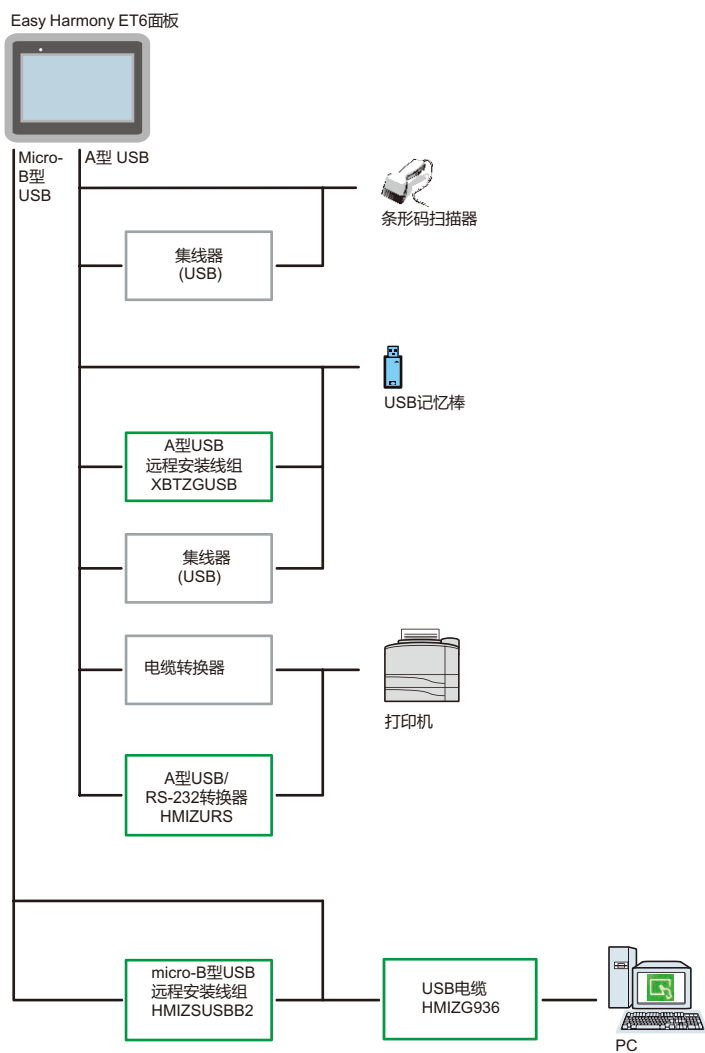 Easy Harmony ET6面板
Micro-
B型
USB
A型 USB
条形码扫描器
集线器
(USB)
USB记忆棒
A型USB
远程安装线组
XBTZGUSB
集线器
(USB)
电缆转换器
打印机
A型USB/
RS-232转换器
HMIZURS
micro-B型USB
远程安装线组
HMIZSUSBB2
USB电缆
HMIZG936
PC